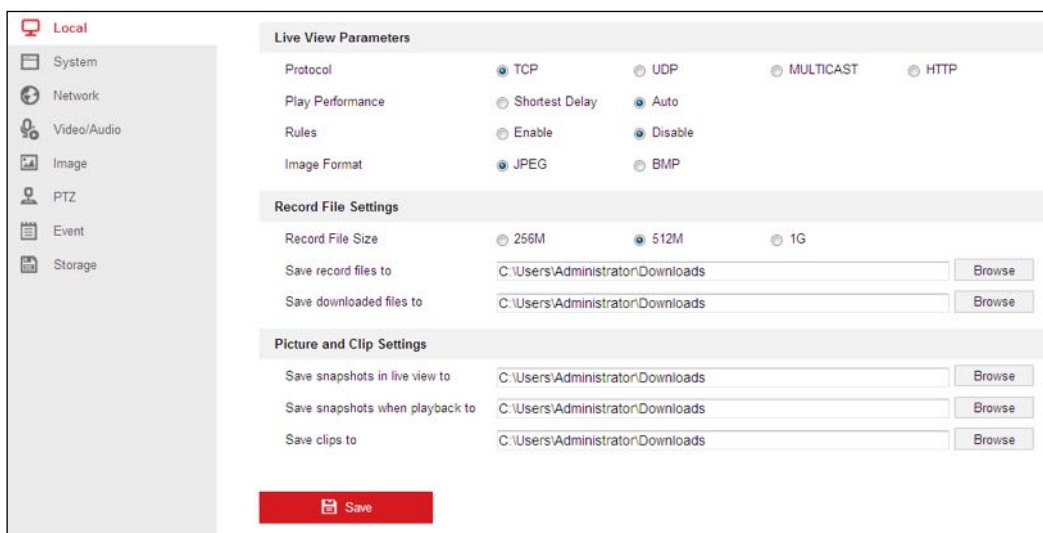 Local
System
Network
Video/Audio
Image
PTZ
Event
Storage
Live View Parameters
Protocol TCP UDP MULTICAST HTTP
Play Performance Shortest Delay Auto
Rules Enable Disable
Image Format JPEG BMP
Record File Settings
Record File Size 256M 512M 1G
Save record files to C:\Users\Administrator\Downloads Browse
Save downloaded files to C:\Users\Administrator\Downloads Browse
Picture and Clip Settings
Save snapshots in live view to C:\Users\Administrator\Downloads Browse
Save snapshots when playback to C:\Users\Administrator\Downloads Browse
Save clips to C:\Users\Administrator\Downloads Browse
Save